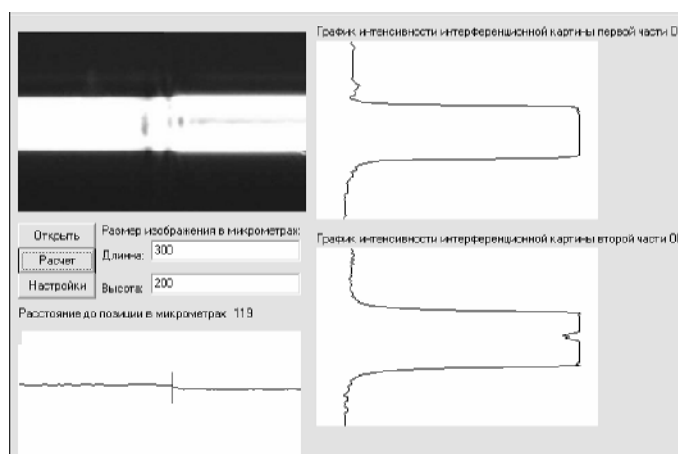 График интенсивности интерференционной картины первой части
Открыть
Расчет
Настройки
Размер изображения в микрометрах:
Длинна: 300
Высота: 200
График интенсивности интерференционной картины второй части
Расстояние до позиции в микрометрах 119